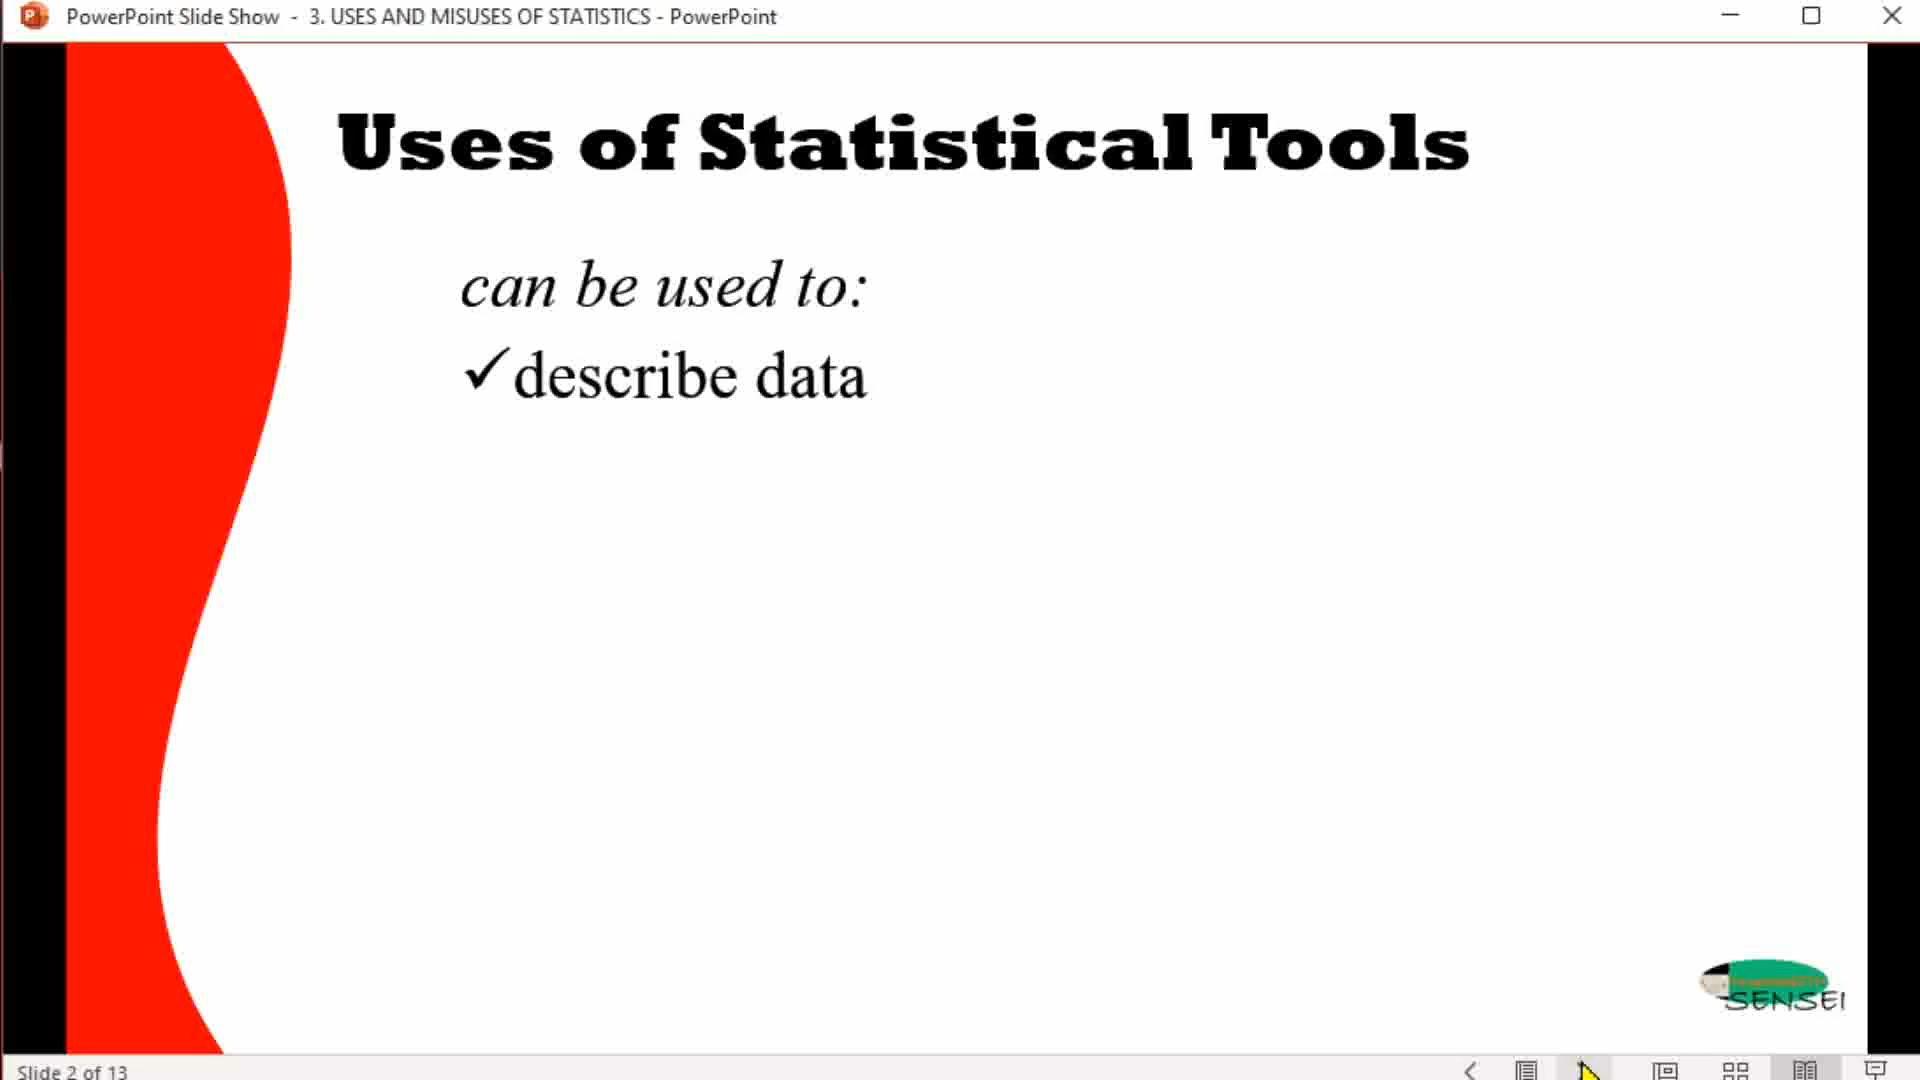 PowerPoint Slide Show - 3. USES AND MISUSES OF STATISTICS - PowerPoint
Uses of Statistical Tools
can be used to:
✓describe data
SENSEI
Slide 2 of 13